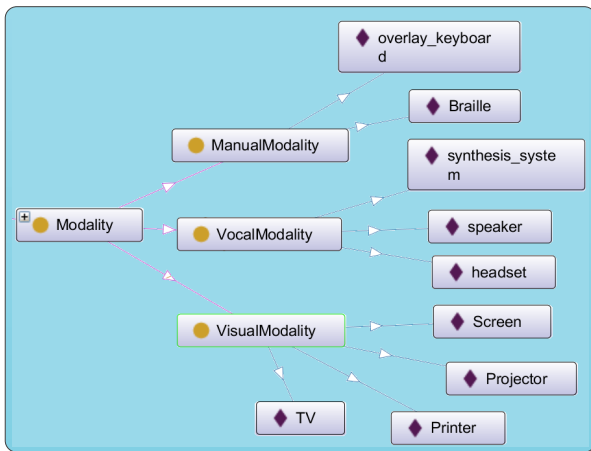 overlay_keyboar
d
Braille
ManualModality
synthesis_syste
m
Modality
VocalModality
speaker
headset
Screen
VisualModality
Projector
TV
Printer